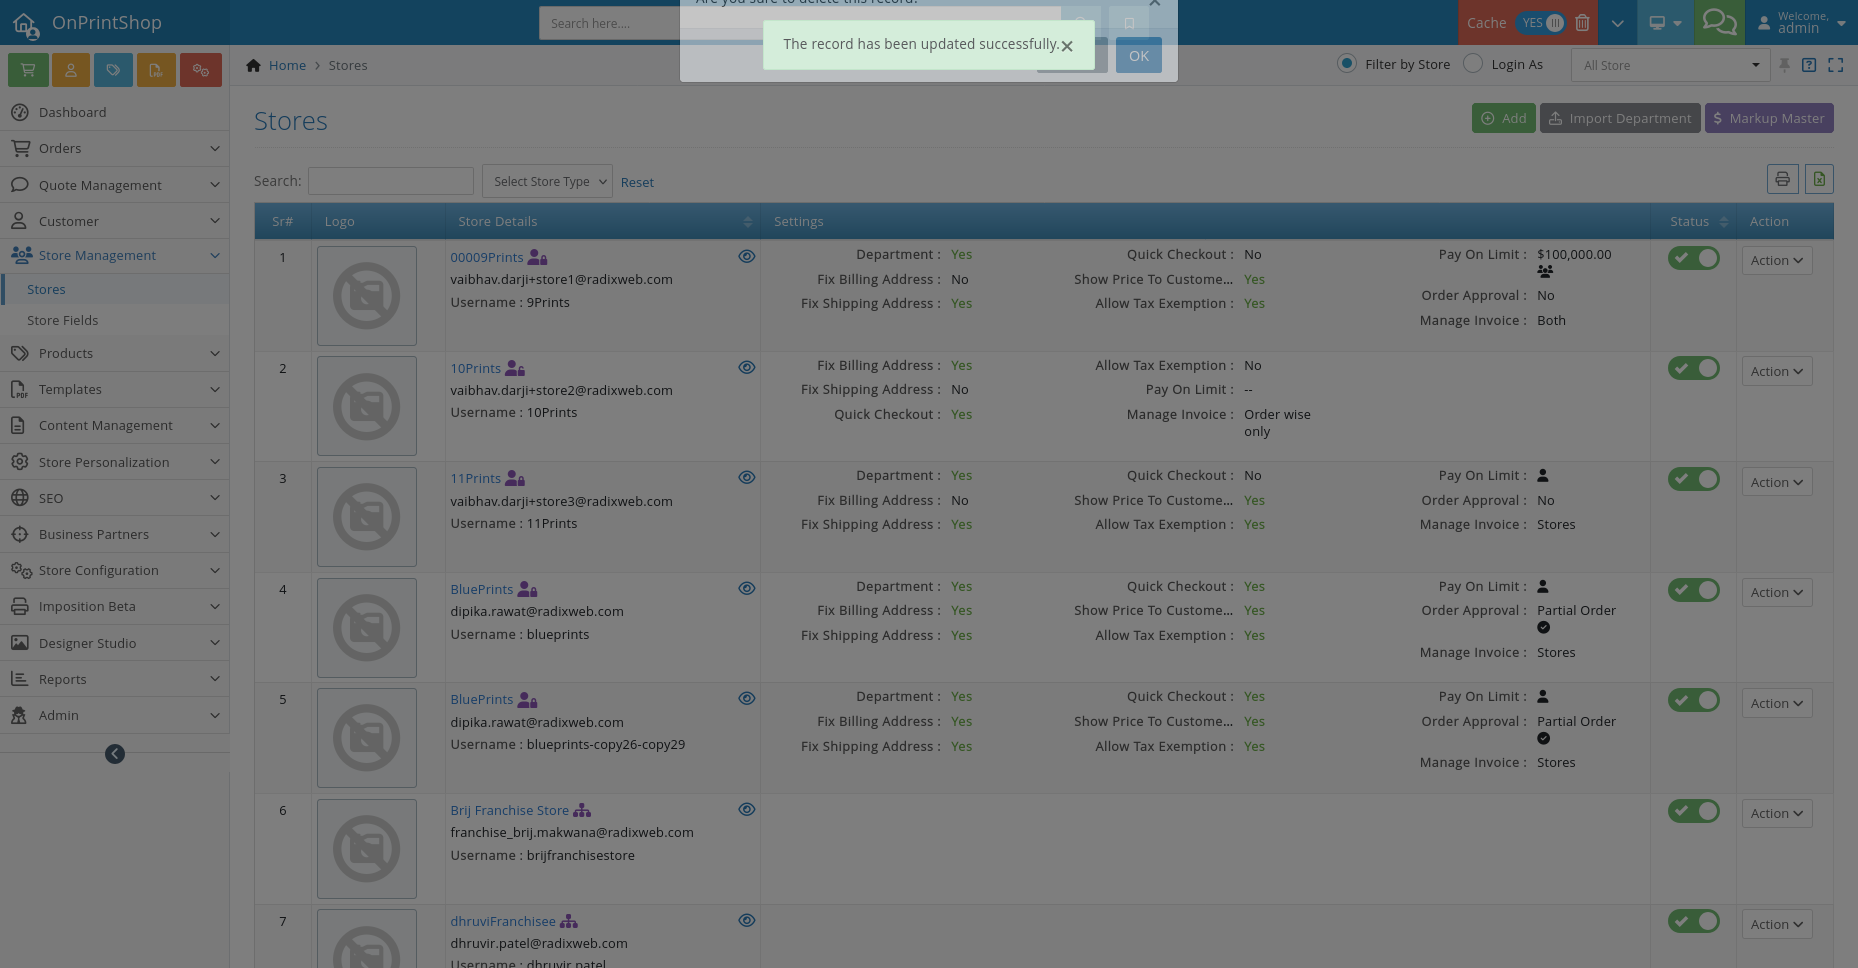 OnPrintShop
Search here....
Are you sure to delete this record?
The record has been updated successfully.
OK
Cache YES
Welcome,
admin
Home > Stores
Filter by Store
Login As
All Store
Dashboard
Orders
Quote Management
Customer
Store Management
Stores
Store Fields
Products
Templates
Content Management
Store Personalization
SEO
Business Partners
Store Configuration
Imposition Beta
Designer Studio
Reports
Admin
Stores
Add
Import Department
Markup Master
Search:
Select Store Type
Reset
Sr# Logo Store Details Settings Status Action
1
00009Prints
vaibhav.darji+store1@radixweb.com
Username : 9Prints
Department : Yes
Fix Billing Address : No
Fix Shipping Address : Yes
Quick Checkout : No
Show Price To Custome... Yes
Allow Tax Exemption : Yes
Pay On Limit : $100,000.00
Order Approval : No
Manage Invoice : Both
Action
2
10Prints
vaibhav.darji+store2@radixweb.com
Username : 10Prints
Fix Billing Address : Yes
Fix Shipping Address : No
Quick Checkout : Yes
Allow Tax Exemption : No
Pay On Limit : --
Manage Invoice : Order wise
only
Action
3
11Prints
vaibhav.darji+store3@radixweb.com
Username : 11Prints
Department : Yes
Fix Billing Address : No
Fix Shipping Address : Yes
Quick Checkout : No
Show Price To Custome... Yes
Allow Tax Exemption : Yes
Pay On Limit :
Order Approval : No
Manage Invoice : Stores
Action
4
BluePrints
dipika.rawat@radixweb.com
Username : blueprints
Department : Yes
Fix Billing Address : Yes
Fix Shipping Address : Yes
Quick Checkout : Yes
Show Price To Custome... Yes
Allow Tax Exemption : Yes
Pay On Limit :
Order Approval : Partial Order
Manage Invoice : Stores
Action
5
BluePrints
dipika.rawat@radixweb.com
Username : blueprints-copy26-copy29
Department : Yes
Fix Billing Address : Yes
Fix Shipping Address : Yes
Quick Checkout : Yes
Show Price To Custome... Yes
Allow Tax Exemption : Yes
Pay On Limit :
Order Approval : Partial Order
Manage Invoice : Stores
Action
6
Brij Franchise Store
franchise_brij.makwana@radixweb.com
Username : brijfranchisestore
Action
7
dhruviFranchisee
dhruvir.patel@radixweb.com
Username : dhruvir.patel
Action